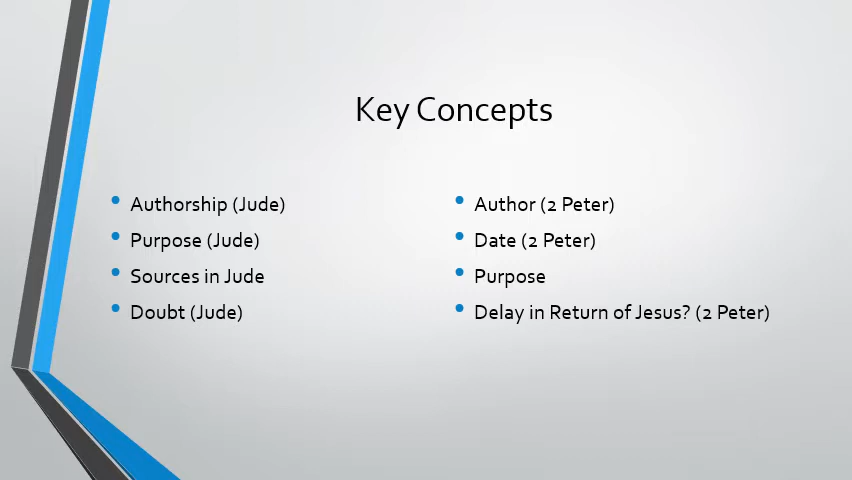 Key Concepts
Authorship (Jude)
Purpose (Jude)
Sources in Jude
Doubt (Jude)
Author (2 Peter)
Date (2 Peter)
Purpose
Delay in Return of Jesus? (2 Peter)